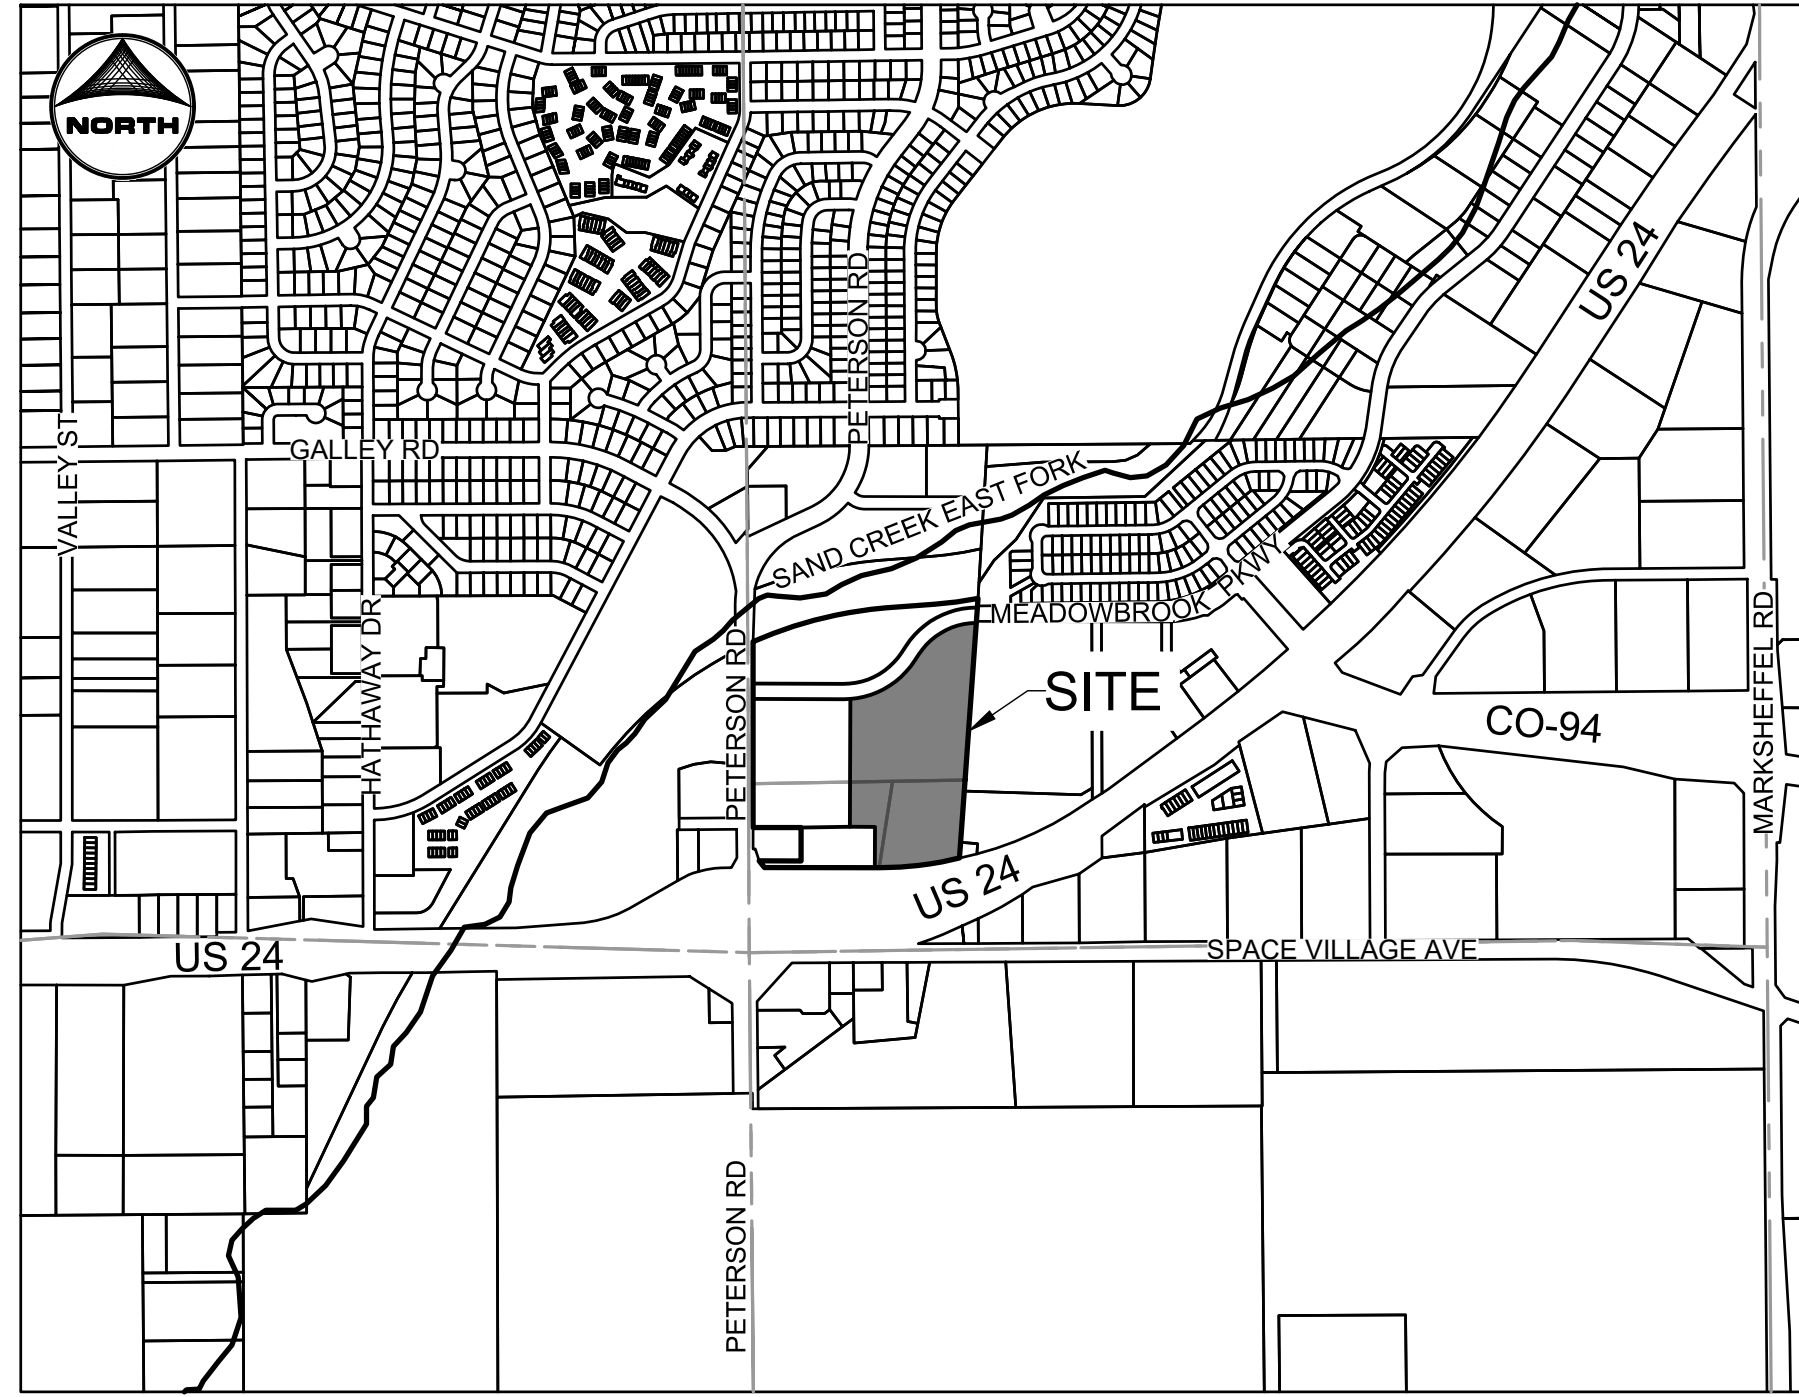 NORTH
US 24
PETERSON RD
VALLEY ST
GALLEY RD
SAND CREEK EAST FORK
MEADOWBROOK PKWY
HATHAWAY DR
PETERSON RD
SITE
CO-94
MARKSHEFFEL RD
US 24
US 24
SPACE VILLAGE AVE
PETERSON RD